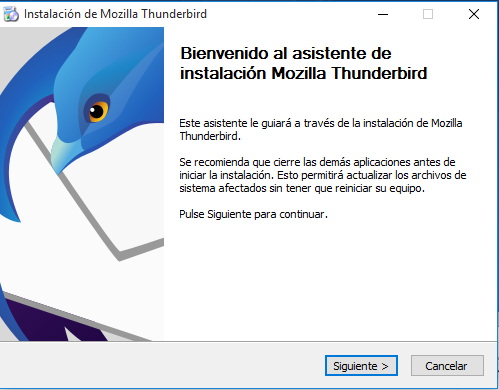 Instalación de Mozilla Thunderbird
Bienvenido al asistente de
instalación Mozilla Thunderbird
Este asistente le guiará a través de la instalación de Mozilla
Thunderbird.
Se recomienda que cierre las demás aplicaciones antes de
iniciar la instalación. Esto permitirá actualizar los archivos de
sistema afectados sin tener que reiniciar su equipo.
Pulse Siguiente para continuar.
Siguiente >
Cancelar